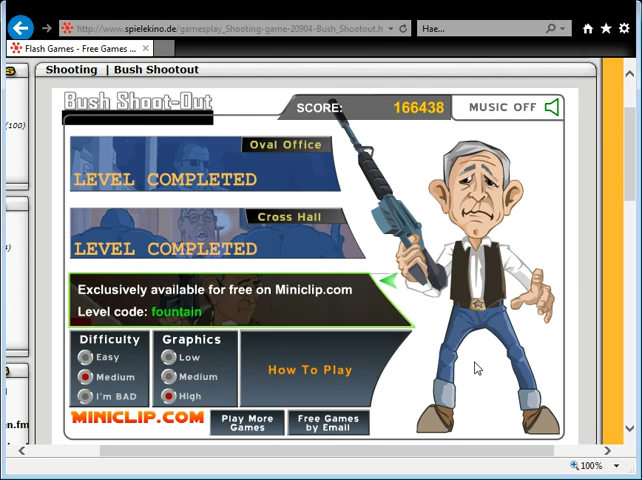 www.spielekino.de/gamesplay_Shooting-game-20904-Bush_Shootout.h
Hae...
Flash Games - Free Games ...
Shooting | Bush Shootout
(100)
Bush Shoot-Out
SCORE: 166438
MUSIC OFF
Oval Office
LEVEL COMPLETED
Cross Hall
LEVEL COMPLETED
Exclusively available for free on Miniclip.com
Level code: fountain
Difficulty
Easy
Medium
I'm BAD
Graphics
Low
Medium
High
How To Play
MINICLIP.COM
Play More
Games
Free Games
by Email
en.fm
100%